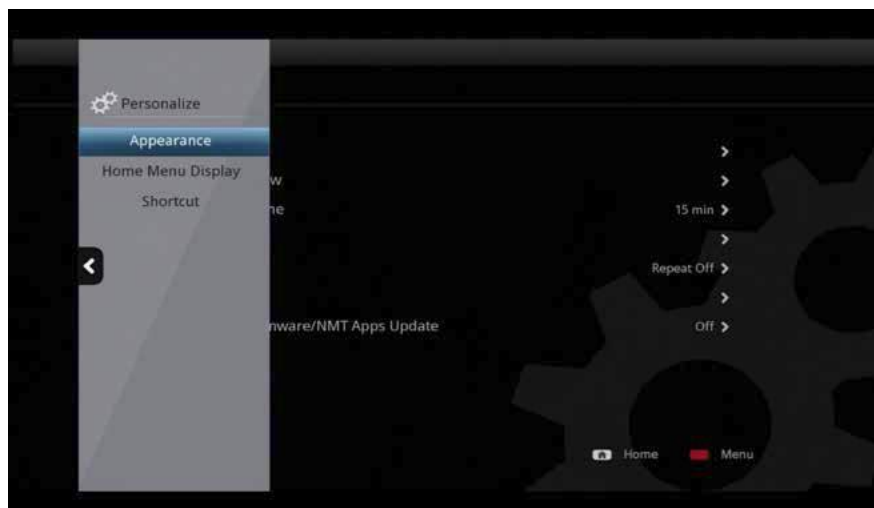 Personalize
Appearance
Home Menu Display
Shortcut
w
ne 15 min
Repeat Off
nware/NMT Apps Update Off
Home Menu